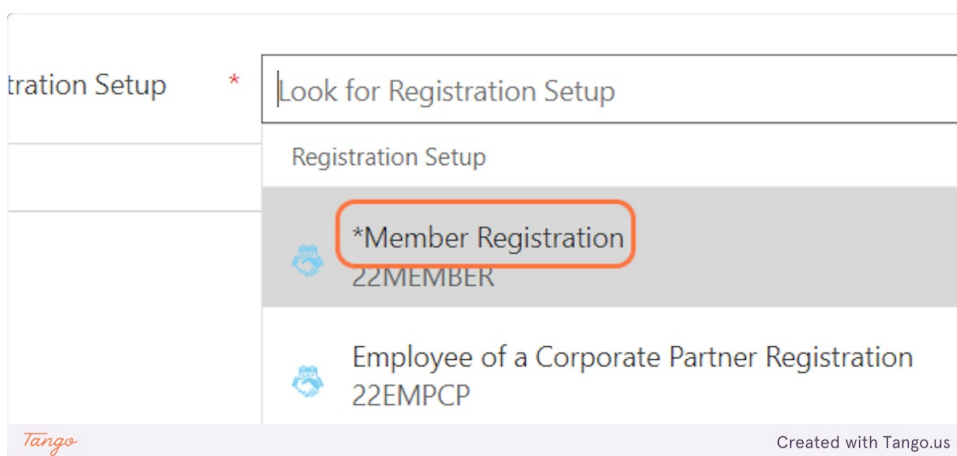 tration Setup *
Look for Registration Setup
Registration Setup
*Member Registration
22MEMBER
Employee of a Corporate Partner Registration
22EMPCP
Tango
Created with Tango.us